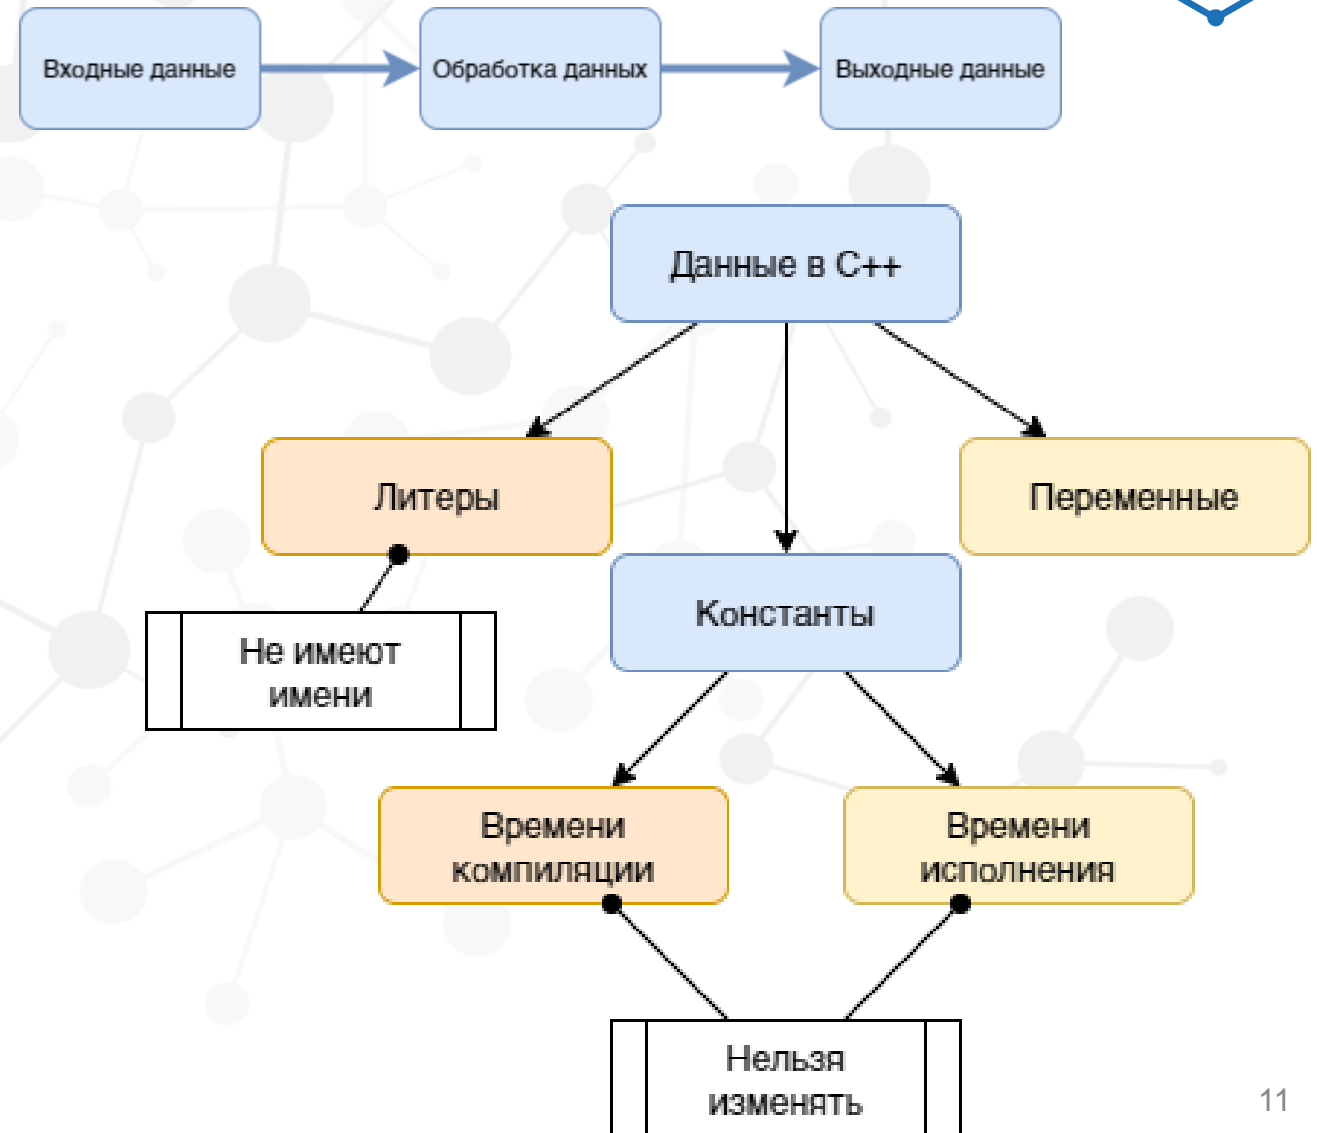 Входные данные
Обработка данных
Выходные данные
Данные в C++
Литеры
Переменные
Не имеют
имени
Константы
Времени
компиляции
Времени
исполнения
Нельзя
изменять
11